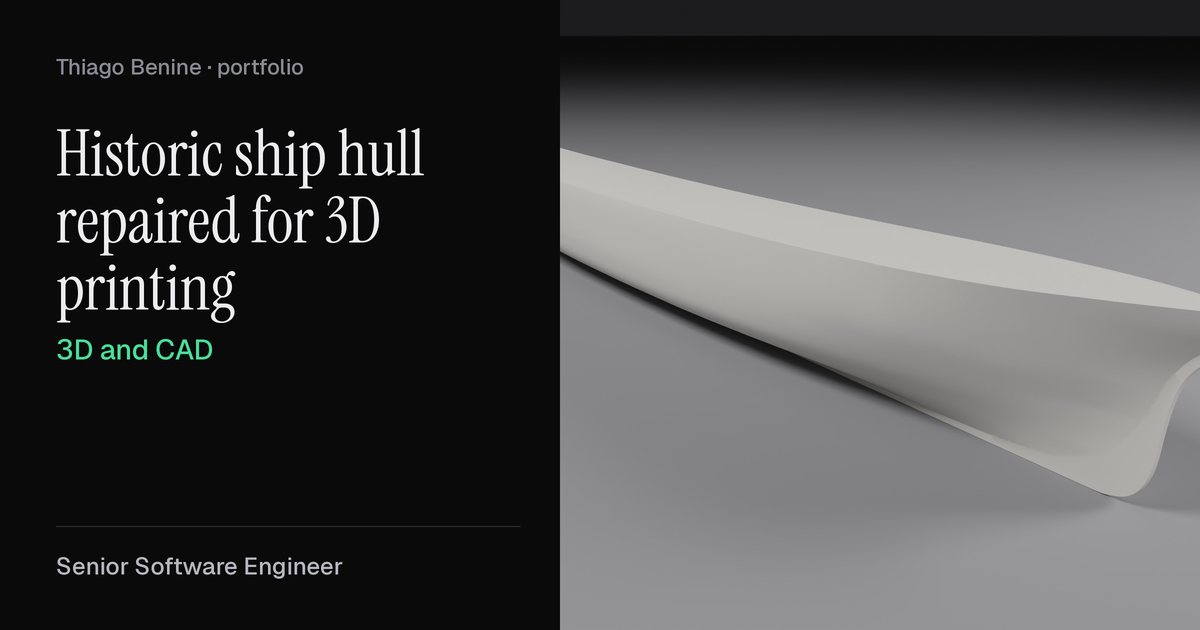 Thiago Benine · portfolio
Historic ship hull
repaired for 3D
printing
3D and CAD
Senior Software Engineer